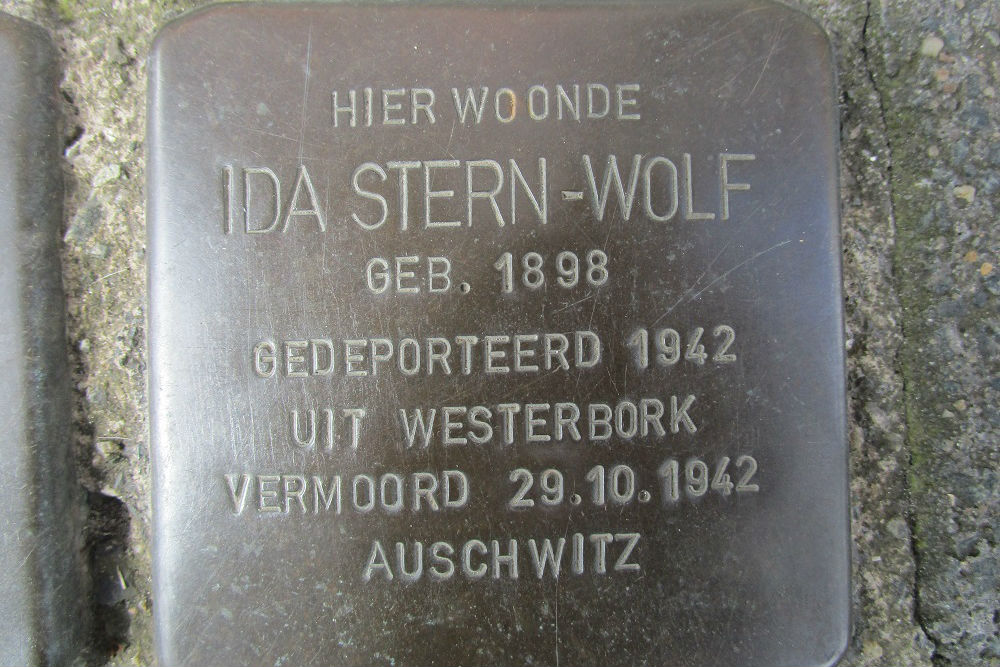 HIER WOONDE
IDA STERN-WOLF
GEB. 1898
GEDEPORTEERD 1942
UIT WESTERBORK
VERMOORD 29.10.1942
AUSCHWITZ